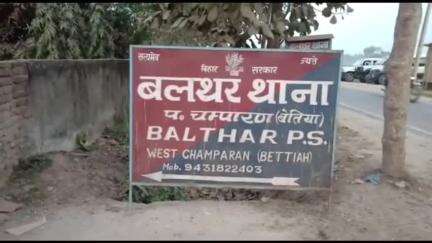 सत्यमेव जयते
बिहार सरकार
बलथर थाना
प. चम्पारण (बेतिया)
BALTHAR P.S.
WEST CHAMPARAN (BETTIAH)
Mob. 9431822403